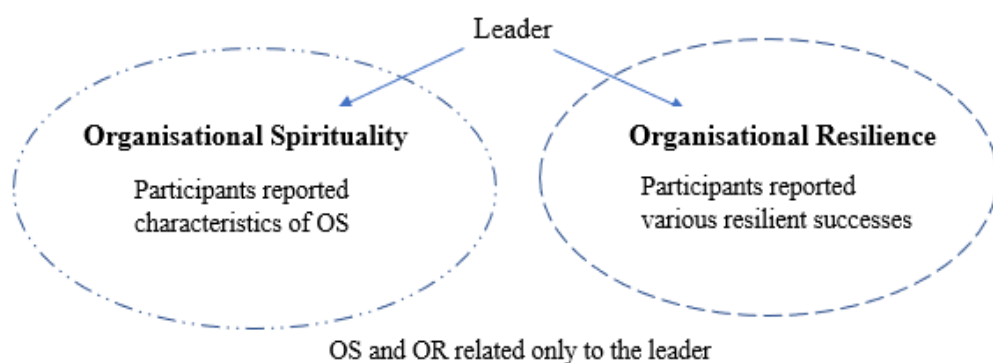 Leader
Organisational Spirituality
Participants reported
characteristics of OS
Organisational Resilience
Participants reported
various resilient successes
OS and OR related only to the leader